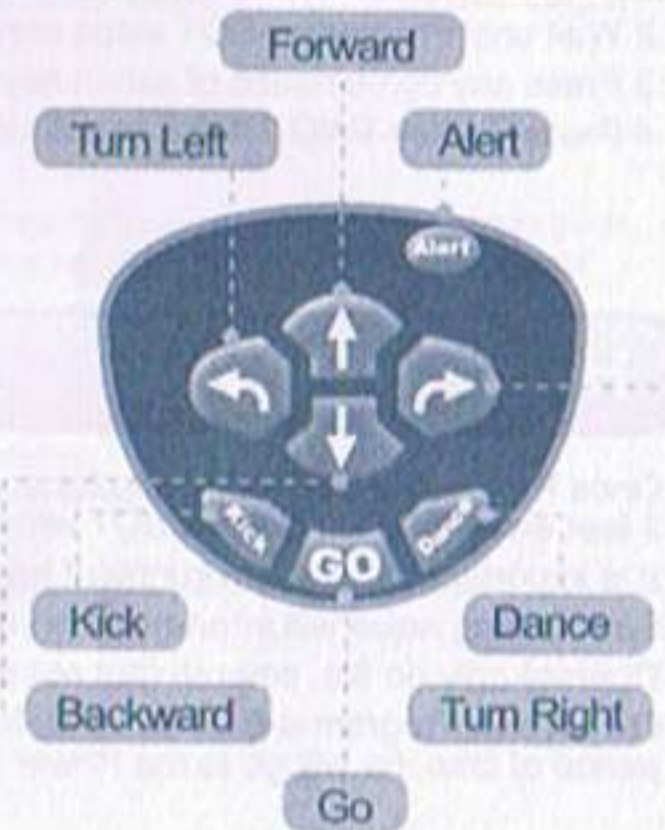 Forward
Turn Left Alert
Alert
Kick GO Dance
Kick Dance
Backward Turn Right
Go